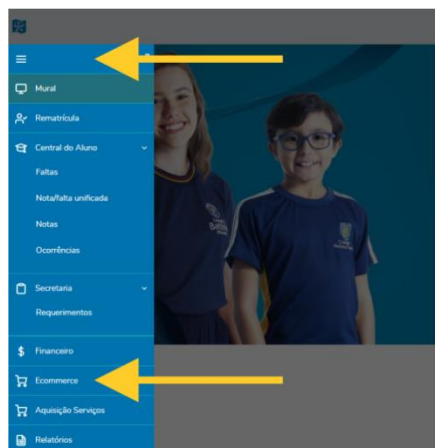 Mural
Rematrícula
Central do Aluno
Faltas
Nota/falta unificada
Notas
Ocorrências
Secretaria
Requerimentos
Financeiro
Ecommerce
Aquisição Serviços
Relatórios